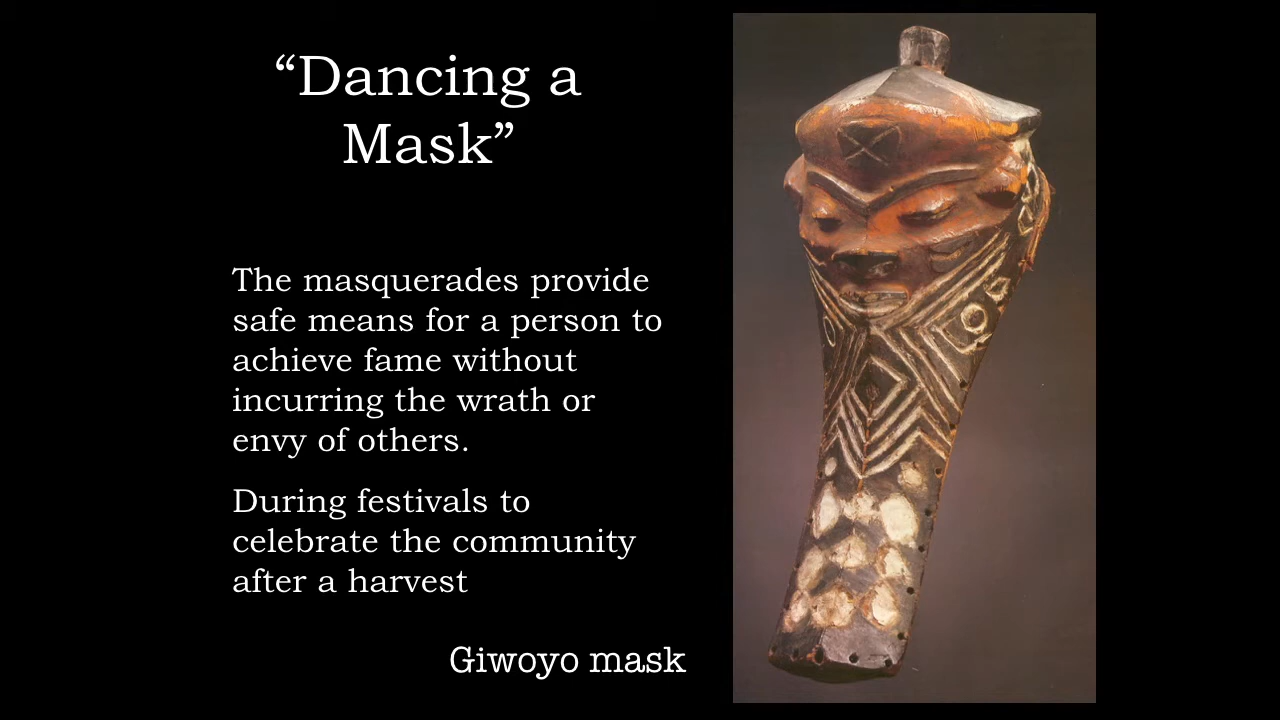 “Dancing a
Mask”
The masquerades provide
safe means for a person to
achieve fame without
incurring the wrath or
envy of others.
During festivals to
celebrate the community
after a harvest
Giwoyo mask